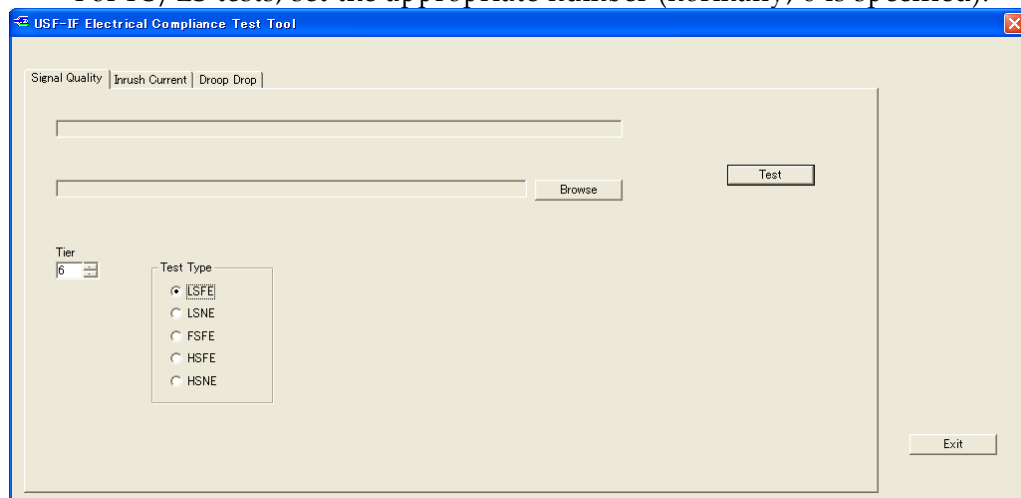 For FS/LS tests, set the appropriate number (normally, 6 is specified).
USF-IF Electrical Compliance Test Tool
Signal Quality Inrush Current Droop Drop
Test
Browse
Tier
6
Test Type
LSFE
LSNE
FSFE
HSFE
HSNE
Exit